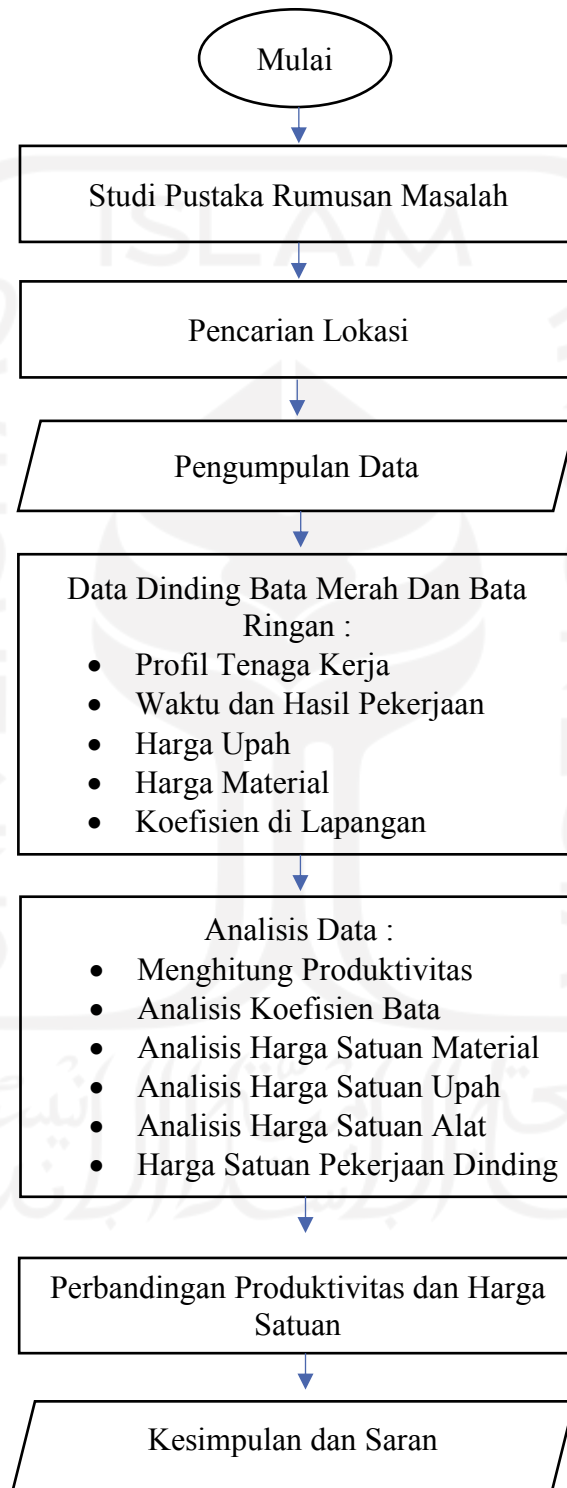 Mulai
Studi Pustaka Rumusan Masalah
ISLAM
Pencarian Lokasi
Pengumpulan Data
Data Dinding Bata Merah Dan Bata
Ringan :
• Profil Tenaga Kerja
• Waktu dan Hasil Pekerjaan
• Harga Upah
• Harga Material
• Koefisien di Lapangan
Analisis Data :
• Menghitung Produktivitas
• Analisis Koefisien Bata
• Analisis Harga Satuan Material
• Analisis Harga Satuan Upah
• Analisis Harga Satuan Alat
• Harga Satuan Pekerjaan Dinding
Perbandingan Produktivitas dan Harga
Satuan
Kesimpulan dan Saran